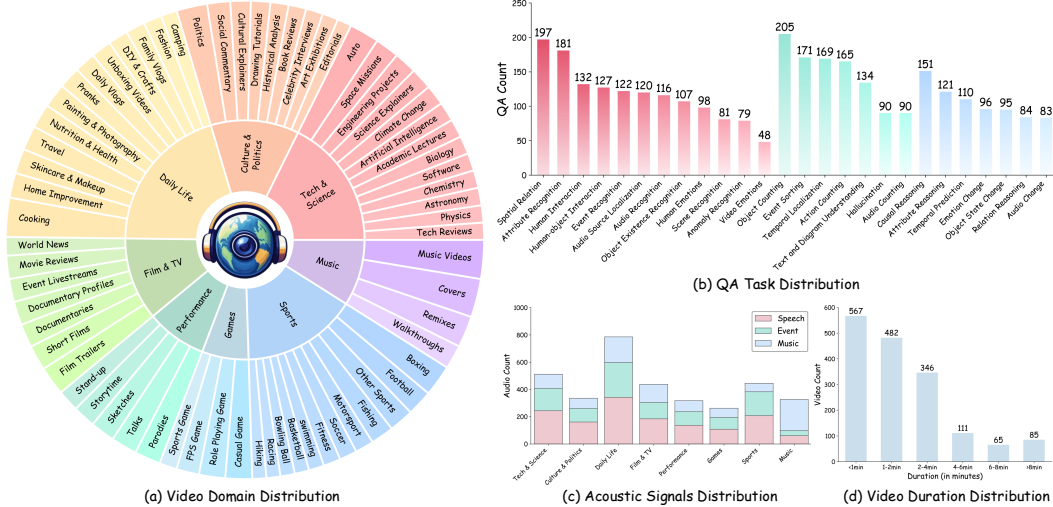 Camping
Fashion
Family Vlogs
DIY & Crafts
Unboxing Videos
Daily Vlogs
Pranks
Painting & Photography
Nutrition & Health
Travel
Skincare & Makeup
Home Improvement
Cooking
World News
Movie Reviews
Event Livestreams
Documentary Profiles
Documentaries
Short Films
Film Trailers
Stand-up
Storytime
Sketches
Talks
Parodies
Sports Game
FPS Game
Role Playing Game
Casual Game
Hiking
Racing
Bowling Ball
Basketball
swimming
Fitness
Soccer
Motorsport
Fishing
Other Sports
Football
Boxing
Walkthroughs
Remixes
Covers
Music Videos
Tech Reviews
Physics
Astronomy
Chemistry
Software
Biology
Academic Lectures
Artificial Intelligence
Climate Change
Science Explainers
Engineering Projects
Space Missions
Auto
Editorials
Art Exhibitions
Celebrity Interviews
Book Reviews
Historical Analysis
Drawing Tutorials
Cultural Explainers
Social Commentary
Politics
Daily Life
Culture &
Politics
Tech &
Science
Music
Sports
Games
Performance
Film & TV
(a) Video Domain Distribution
QA Count
250
200
150
100
50
0
197
181
132
127
122
120
116
107
98
81
79
48
205
171
169
165
134
90
90
151
121
110
96
95
84
83
Spatial Relation
Attribute Recognition
Human Interaction
Human-object Interaction
Event Recognition
Audio Source Localization
Audio Recognition
Object Existence Recognition
Human Emotions
Scene Recognition
Anomaly Recognition
Video Emotions
Object Counting
Event Sorting
Temporal Localization
Action Counting
Text and Diagram Understanding
Hallucination
Audio Counting
Causal Reasoning
Attribute Reasoning
Temporal Prediction
Emotion Change
Object State Change
Relation Reasoning
Audio Change
(b) QA Task Distribution
Audio Count
1000
800
600
400
200
0
Speech
Event
Music
Tech & Science
Culture & Politics
Daily Life
Film & TV
Performance
Games
Sports
Music
(c) Acoustic Signals Distribution
Video Count
600
500
400
300
200
100
0
567
482
346
111
65
85
<1min
1-2min
2-4min
4-6min
6-8min
>8min
Duration (in minutes)
(d) Video Duration Distribution